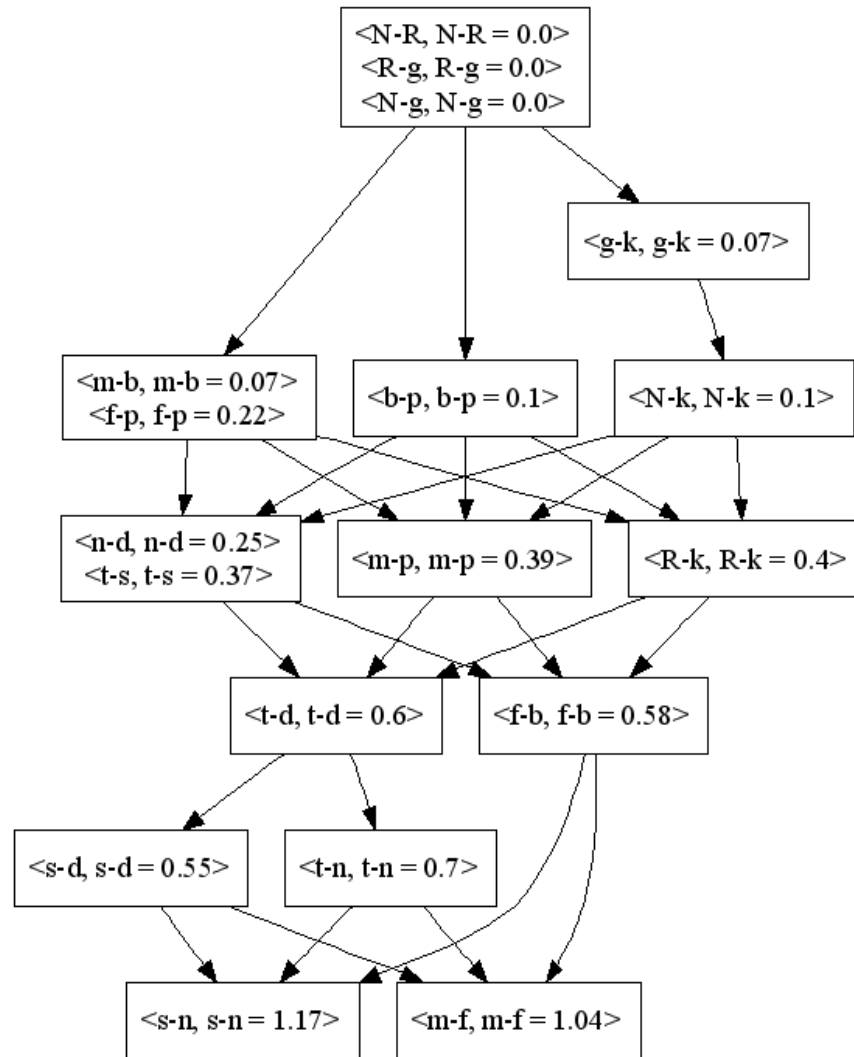 <N-R, N-R = 0.0>
<R-g, R-g = 0.0>
<N-g, N-g = 0.0>
<g-k, g-k = 0.07>
<m-b, m-b = 0.07>
<f-p, f-p = 0.22>
<b-p, b-p = 0.1>
<N-k, N-k = 0.1>
<n-d, n-d = 0.25>
<t-s, t-s = 0.37>
<m-p, m-p = 0.39>
<R-k, R-k = 0.4>
<t-d, t-d = 0.6>
<f-b, f-b = 0.58>
<s-d, s-d = 0.55>
<t-n, t-n = 0.7>
<s-n, s-n = 1.17>
<m-f, m-f = 1.04>